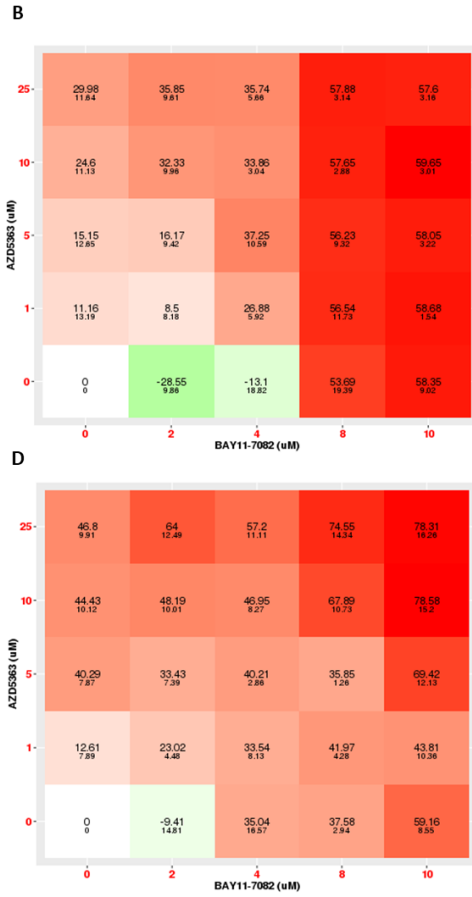 B
AZD5363 (uM)
25 29.98 35.85 35.74 57.88 57.6
11.84 9.61 5.66 3.14 3.16
10 24.6 32.33 33.86 57.65 59.65
11.13 9.96 3.04 2.88 3.01
5 15.15 16.17 37.25 56.23 58.05
12.65 9.42 10.59 9.32 3.22
1 11.16 8.5 26.88 56.54 58.68
13.19 8.18 5.92 11.73 1.54
0 0 -28.55 -13.1 53.69 58.35
0 9.86 18.82 19.39 9.02
0 2 4 8 10
BAY11-7082 (uM)
D
AZD5363 (uM)
25 46.8 64 57.2 74.55 78.31
9.91 12.49 11.11 14.34 16.26
10 44.43 48.19 46.95 67.89 78.58
10.12 10.01 8.27 10.73 15.2
5 40.29 33.43 40.21 35.85 69.42
7.87 7.39 2.86 1.26 12.13
1 12.61 23.02 33.54 41.97 43.81
7.89 4.48 8.13 4.28 10.36
0 0 -9.41 35.04 37.58 59.16
0 14.81 16.57 2.94 8.55
0 2 4 8 10
BAY11-7082 (uM)